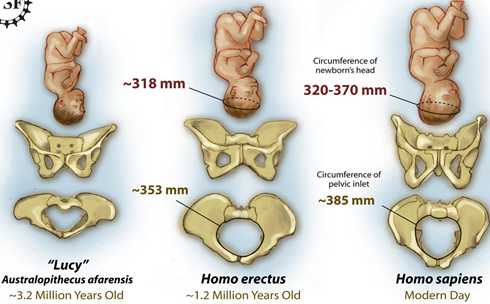 SF
~318 mm
Circumference of
newborn's head
320-370 mm
~353 mm
Circumference of
pelvic inlet
~385 mm
“Lucy”
Australopithecus afarensis
~3.2 Million Years Old
Homo erectus
~1.2 Million Years Old
Homo sapiens
Modern Day